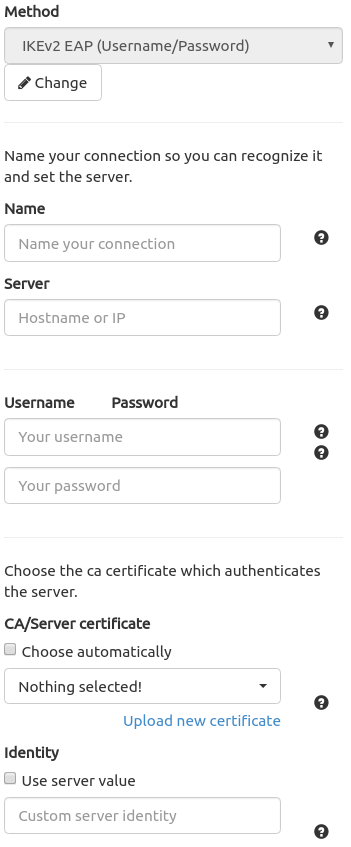 Method
IKEv2 EAP (Username/Password)
Change
Name your connection so you can recognize it
and set the server.
Name
Name your connection
Server
Hostname or IP
Username Password
Your username
Your password
Choose the ca certificate which authenticates
the server.
CA/Server certificate
Choose automatically
Nothing selected!
Upload new certificate
Identity
Use server value
Custom server identity